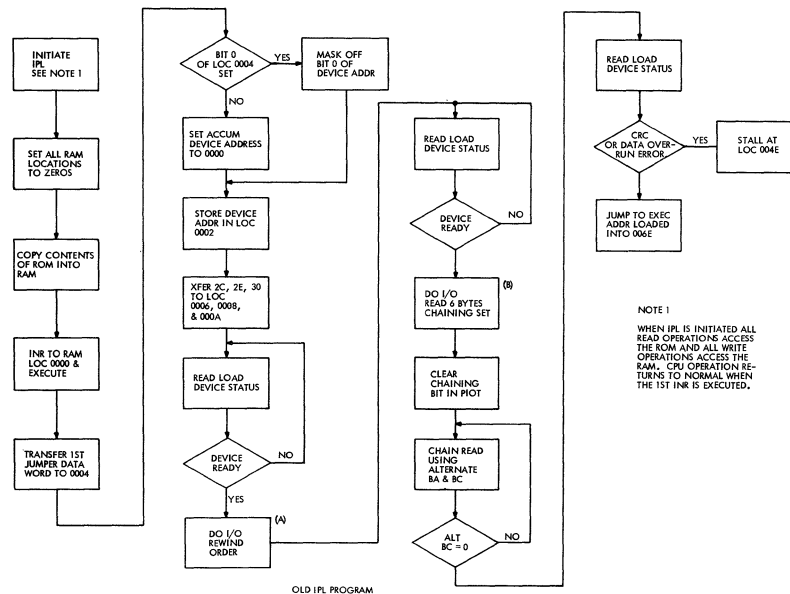 INITIATE
IPL
SEE NOTE 1
SET ALL RAM
LOCATIONS
TO ZEROS
COPY CONTENTS
OF ROM INTO
RAM
INR TO RAM
LOC 0000 &
EXECUTE
TRANSFER 1ST
JUMPER DATA
WORD TO 0004
BIT 0
OF LOC 0004
SET
YES
NO
MASK OFF
BIT 0 OF
DEVICE ADDR
SET ACCUM
DEVICE ADDRESS
TO 0000
STORE DEVICE
ADDR IN LOC
0002
XFER 2C, 2E, 30
TO LOC
0006, 0008,
& 000A
READ LOAD
DEVICE STATUS
DEVICE
READY
NO
YES
(A)
DO I/O
REWIND
ORDER
READ LOAD
DEVICE STATUS
DEVICE
READY
NO
(B)
DO I/O
READ 6 BYTES
CHAINING SET
CLEAR
CHAINING
BIT IN PIOT
CHAIN READ
USING
ALTERNATE
BA & BC
ALT
BC = 0
NO
READ LOAD
DEVICE STATUS
CRC
OR DATA OVER-
RUN ERROR
YES
STALL AT
LOC 004E
JUMP TO EXEC
ADDR LOADED
INTO 006E
NOTE 1
WHEN IPL IS INITIATED ALL
READ OPERATIONS ACCESS
THE ROM AND ALL WRITE
OPERATIONS ACCESS THE
RAM. CPU OPERATION RE-
TURNS TO NORMAL WHEN
THE 1ST INR IS EXECUTED.
OLD IPL PROGRAM